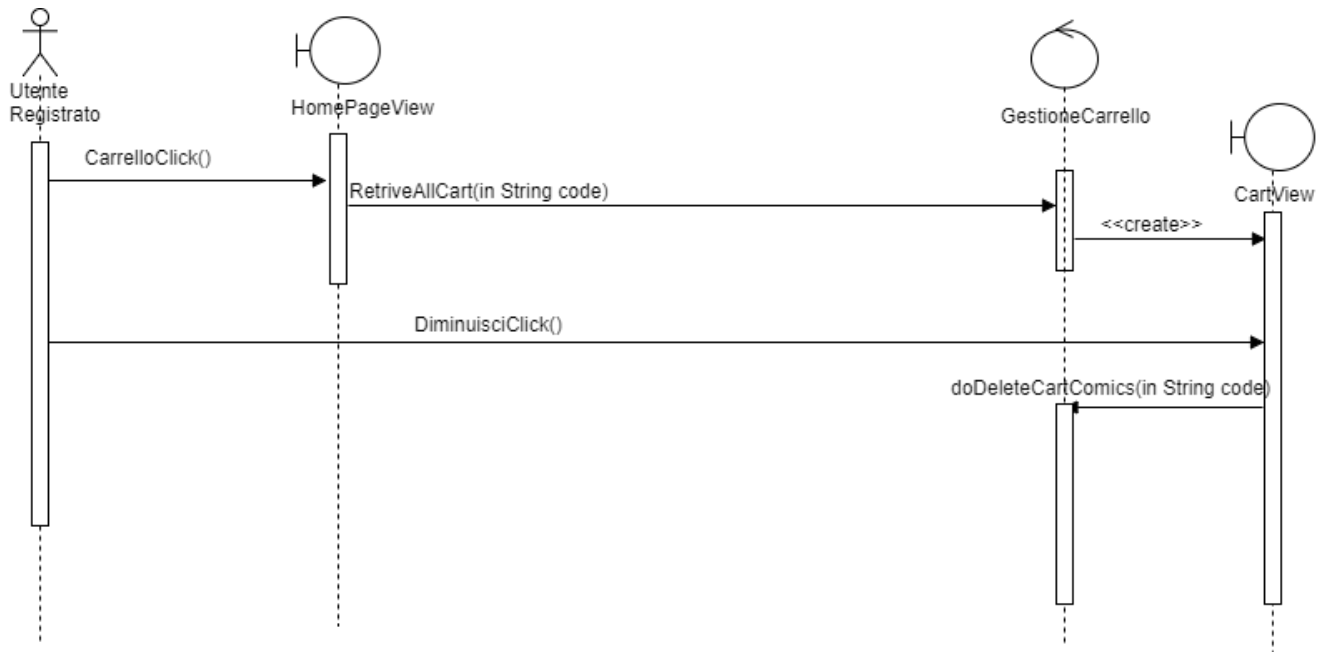 Utente
Registrato
HomePageView
GestioneCarrello
CartView
CarrelloClick()
RetriveAllCart(in String code)
<<create>>
DiminuisciClick()
doDeleteCartComics(in String code)